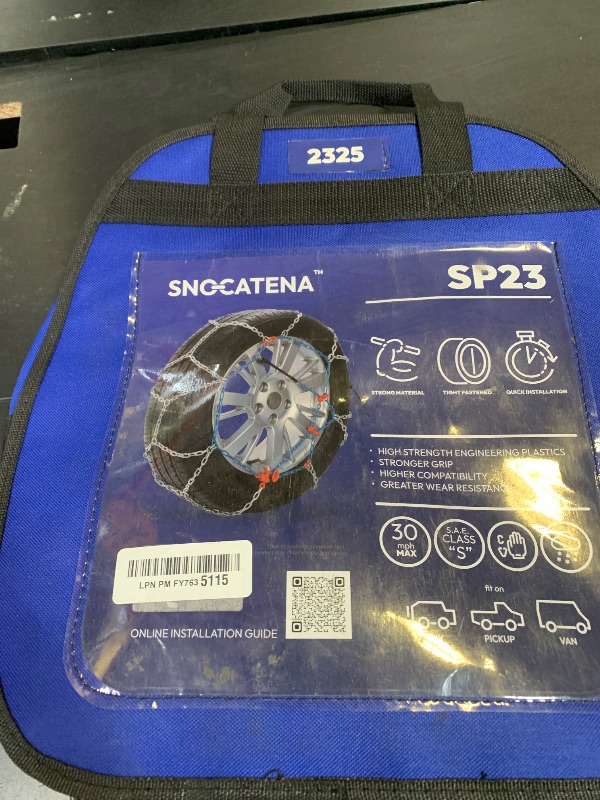 2325
SNOCATENA™
SP23
STRONG MATERIAL
TIGHT FASTENED
QUICK INSTALLATION
• HIGH STRENGTH ENGINEERING PLASTICS
• STRONGER GRIP
• HIGHER COMPATIBILITY
• GREATER WEAR RESISTANC
30
mph
MAX
S.A.E.
CLASS
"S"
LPN PM FY763 5115
ONLINE INSTALLATION GUIDE
fit on
PICKUP
VAN